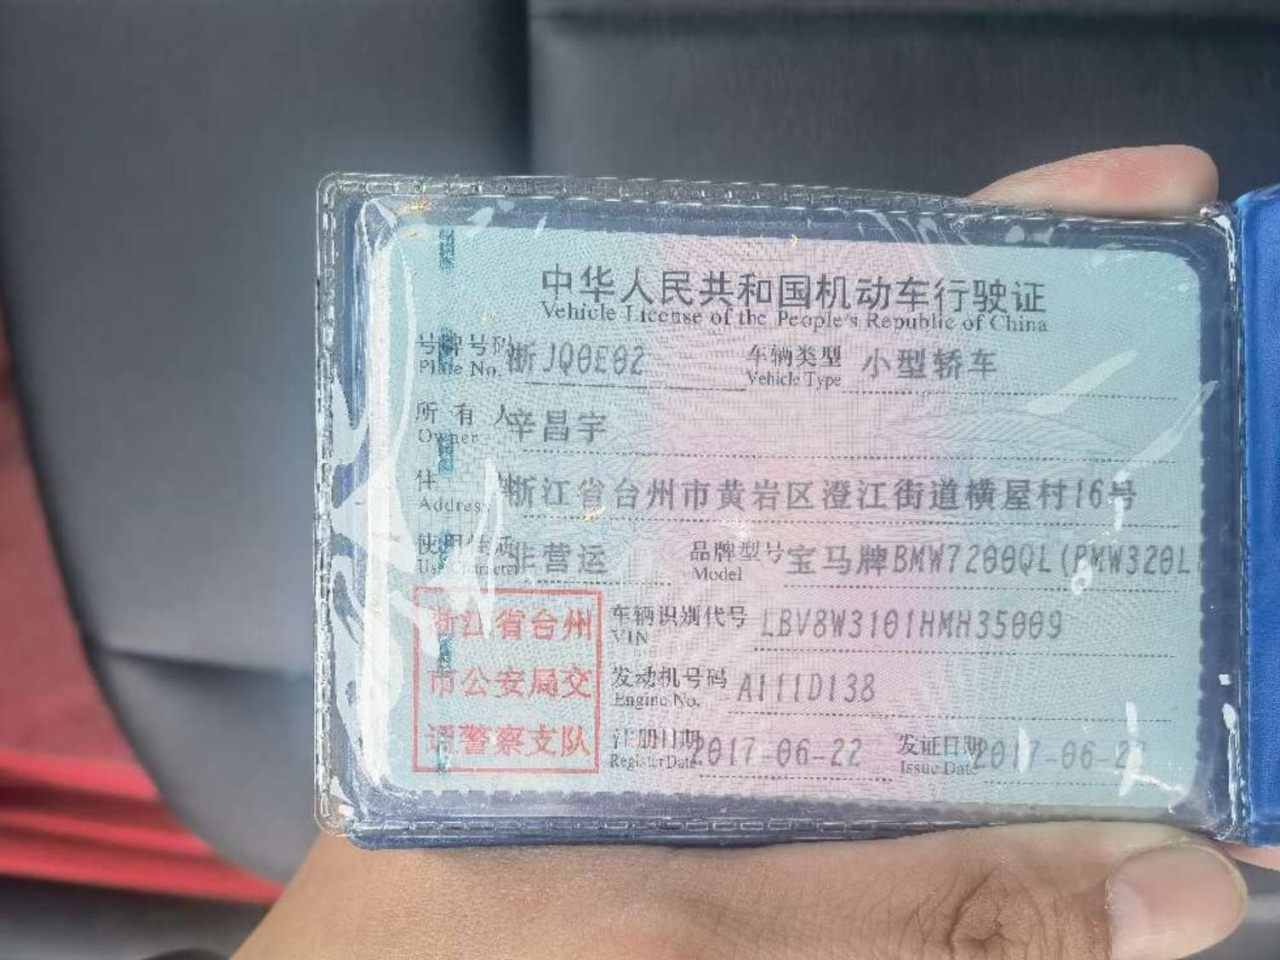 中华人民共和国机动车行驶证
Vehicle License of the People's Republic of China
号牌号码 浙JQ0E02 车辆类型 小型轿车
Plate No. Vehicle Type
所有人 辛昌宇
Owner
住 浙江省台州市黄岩区澄江街道横屋村16号
Address
使用性质 非营运 品牌型号 宝马牌BMW7200QL(BMW320L
Use Character Model
浙江省台州
市公安局交
通警察支队
车辆识别代号 LBV8W3101HMH35009
VIN
发动机号码 A111D138
Engine No.
注册日期 2017-06-22 发证日期 2017-06-2
Register Date Issue Date